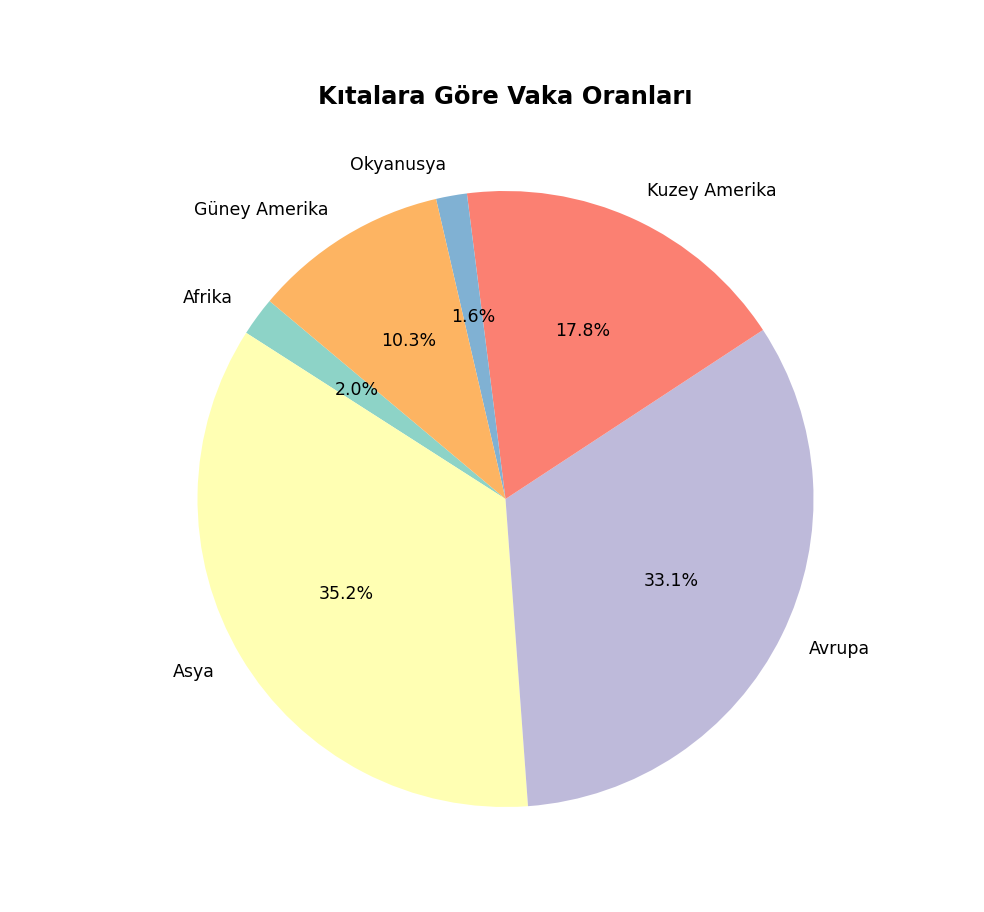 Kıtalara Göre Vaka Oranları
Okyanusya
Kuzey Amerika
Güney Amerika
Afrika
1.6%
17.8%
10.3%
2.0%
33.1%
35.2%
Avrupa
Asya